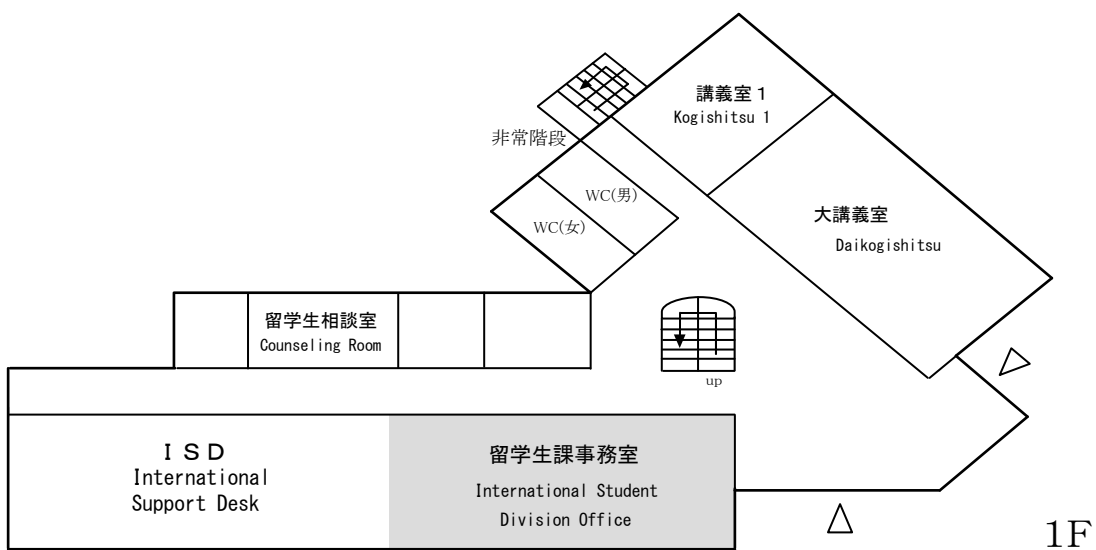 講義室１
Kogishitsu 1
非常階段
WC(男)
WC(女)
大講義室
Daikogishitsu
留学生相談室
Counseling Room
up
ＩＳＤ
International
Support Desk
留学生課事務室
International Student
Division Office
1F